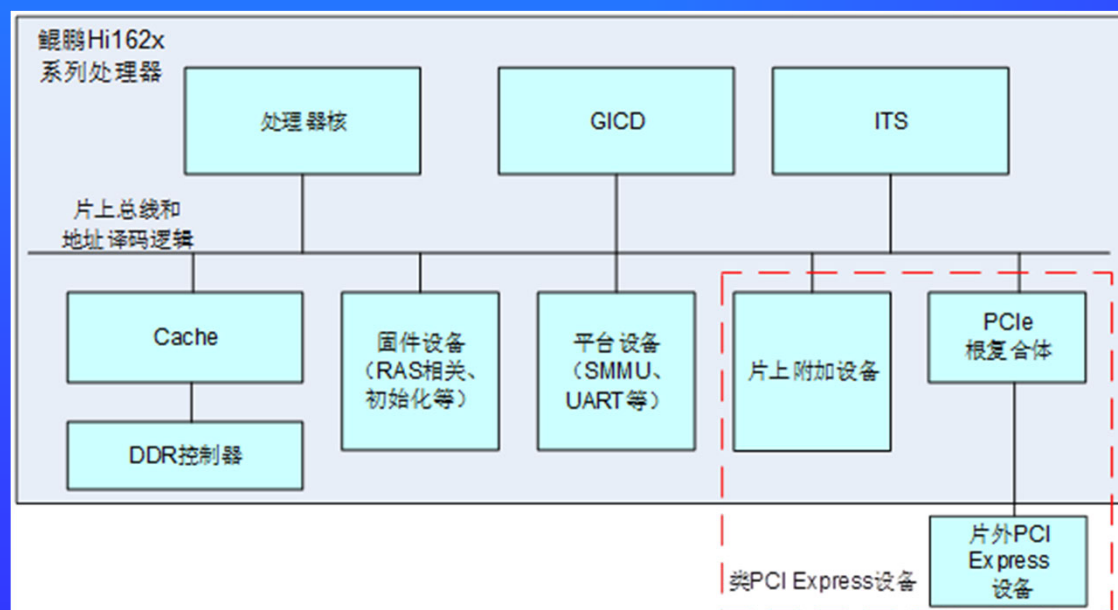 鲲鹏Hi162x
系列处理器
处理器核
GICD
ITS
片上总线和
地址译码逻辑
Cache
固件设备
（RAS相关、
初始化等）
平台设备
（SMMU、
UART等）
片上附加设备
PCIe
根复合体
DDR控制器
片外PCI
Express
设备
类PCI Express设备